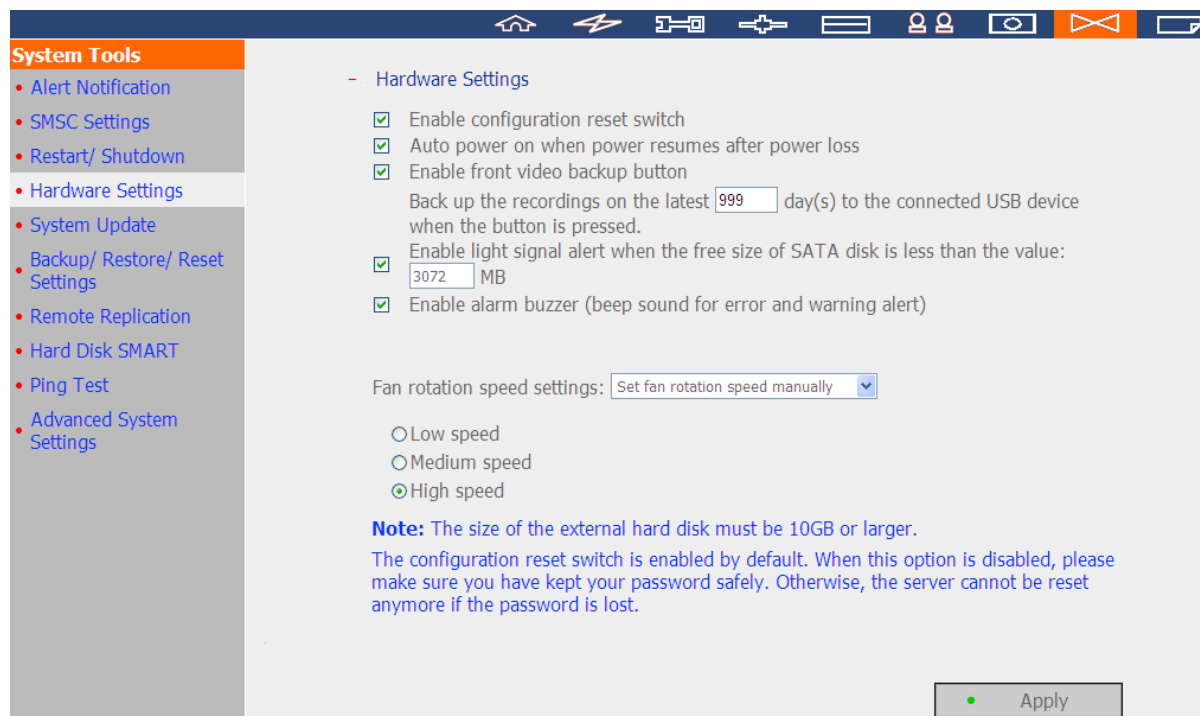 System Tools
Alert Notification
SMSC Settings
Restart/ Shutdown
Hardware Settings
System Update
Backup/ Restore/ Reset
Settings
Remote Replication
Hard Disk SMART
Ping Test
Advanced System
Settings
- Hardware Settings
Enable configuration reset switch
Auto power on when power resumes after power loss
Enable front video backup button
Back up the recordings on the latest 999 day(s) to the connected USB device
when the button is pressed.
Enable light signal alert when the free size of SATA disk is less than the value:
3072 MB
Enable alarm buzzer (beep sound for error and warning alert)
Fan rotation speed settings: Set fan rotation speed manually
Low speed
Medium speed
High speed
Note: The size of the external hard disk must be 10GB or larger.
The configuration reset switch is enabled by default. When this option is disabled, please
make sure you have kept your password safely. Otherwise, the server cannot be reset
anymore if the password is lost.
Apply